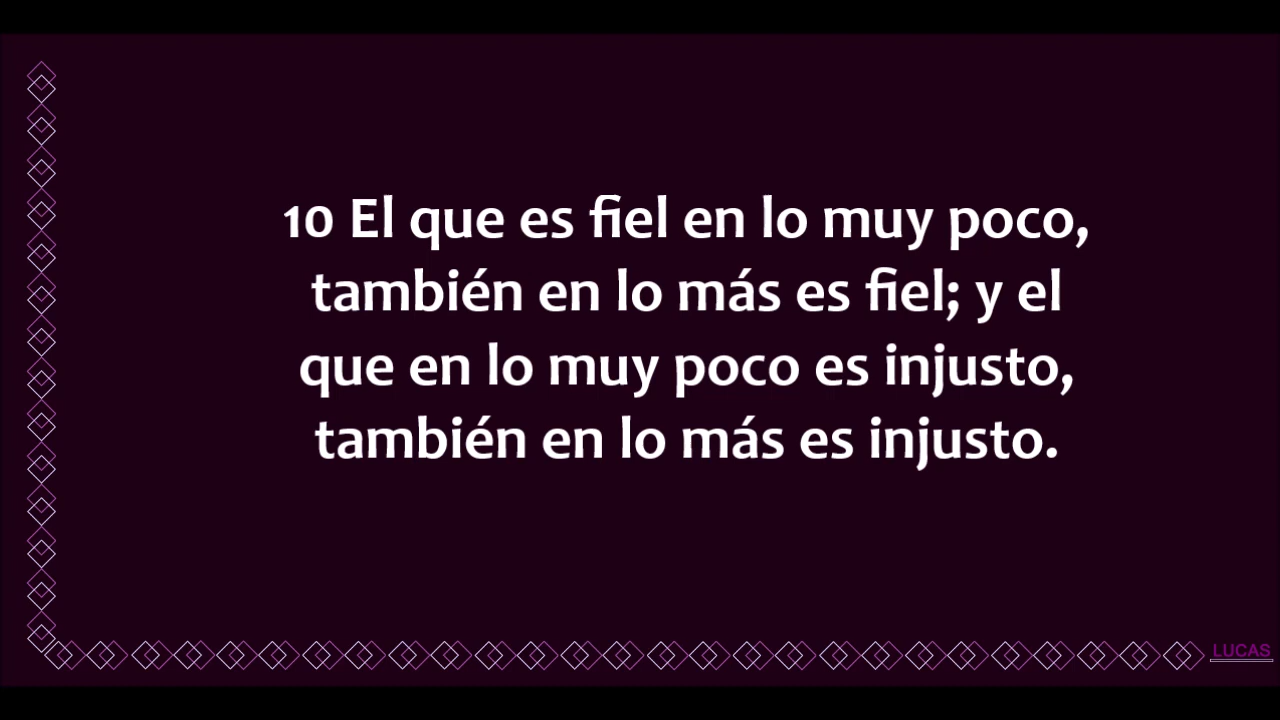 10 El que es fiel en lo muy poco,
también en lo más es fiel; y el
que en lo muy poco es injusto,
también en lo más es injusto.
LUCAS